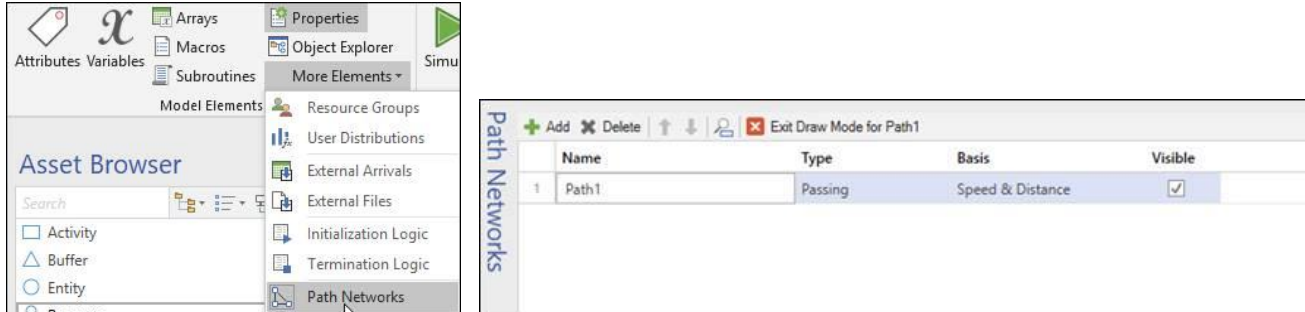 Attributes Variables
Arrays
Macros
Subroutines
Model Elements
Properties
Object Explorer
More Elements
Simu
Resource Groups
User Distributions
External Arrivals
External Files
Initialization Logic
Termination Logic
Path Networks
Asset Browser
Search
Activity
Buffer
Entity
Path Networks
Add Delete Exit Draw Mode for Path1
Name Type Basis Visible
1 Path1 Passing Speed & Distance